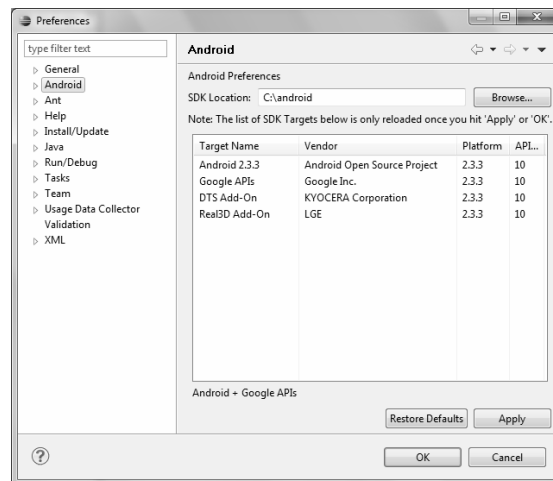 Preferences
type filter text
General
Android
Ant
Help
Install/Update
Java
Run/Debug
Tasks
Team
Usage Data Collector
Validation
XML
Android
Android Preferences
SDK Location: C:\android Browse...
Note: The list of SDK Targets below is only reloaded once you hit 'Apply' or 'OK'.
Target Name Vendor Platform API...
Android 2.3.3 Android Open Source Project 2.3.3 10
Google APIs Google Inc. 2.3.3 10
DTS Add-On KYOCERA Corporation 2.3.3 10
Real3D Add-On LGE 2.3.3 10
Android + Google APIs
Restore Defaults Apply
OK Cancel